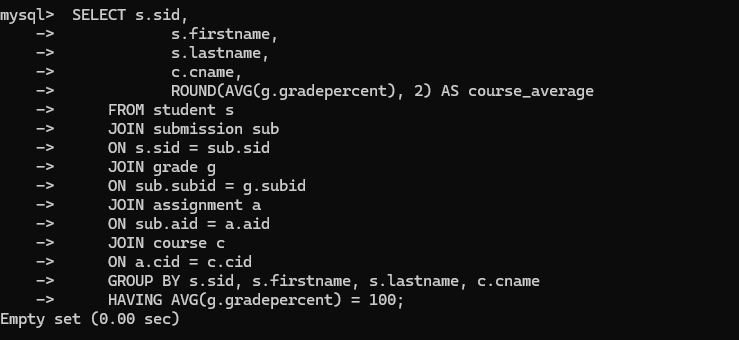 mysql>  SELECT s.sid,
    ->             s.firstname,
    ->             s.lastname,
    ->             c.cname,
    ->             ROUND(AVG(g.gradepercent), 2) AS course_average
    ->      FROM student s
    ->      JOIN submission sub
    ->      ON s.sid = sub.sid
    ->      JOIN grade g
    ->      ON sub.subid = g.subid
    ->      JOIN assignment a
    ->      ON sub.aid = a.aid
    ->      JOIN course c
    ->      ON a.cid = c.cid
    ->      GROUP BY s.sid, s.firstname, s.lastname, c.cname
    ->      HAVING AVG(g.gradepercent) = 100;
Empty set (0.00 sec)